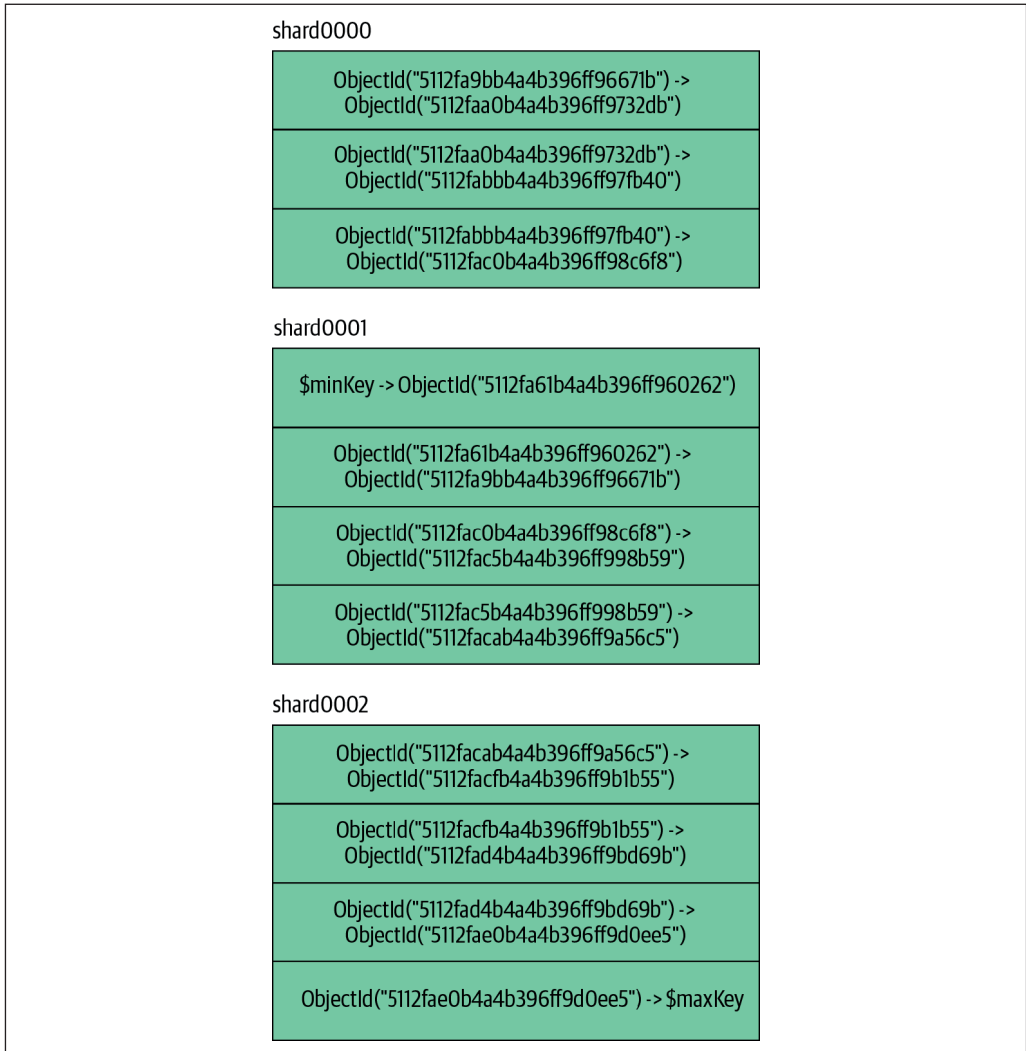 shard0000
ObjectId("5112fa9bb4a4b396ff96671b") ->
ObjectId("5112faa0b4a4b396ff9732db")
ObjectId("5112faa0b4a4b396ff9732db") ->
ObjectId("5112fabbb4a4b396ff97fb40")
ObjectId("5112fabbb4a4b396ff97fb40") ->
ObjectId("5112fac0b4a4b396ff98c6f8")
shard0001
$minKey -> ObjectId("5112fa61b4a4b396ff960262")
ObjectId("5112fa61b4a4b396ff960262") ->
ObjectId("5112fa9bb4a4b396ff96671b")
ObjectId("5112fac0b4a4b396ff98c6f8") ->
ObjectId("5112fac5b4a4b396ff998b59")
ObjectId("5112fac5b4a4b396ff998b59") ->
ObjectId("5112facab4a4b396ff9a56c5")
shard0002
ObjectId("5112facab4a4b396ff9a56c5") ->
ObjectId("5112facfb4a4b396ff9b1b55")
ObjectId("5112facfb4a4b396ff9b1b55") ->
ObjectId("5112fad4b4a4b396ff9bd69b")
ObjectId("5112fad4b4a4b396ff9bd69b") ->
ObjectId("5112fae0b4a4b396ff9d0ee5")
ObjectId("5112fae0b4a4b396ff9d0ee5") -> $maxKey